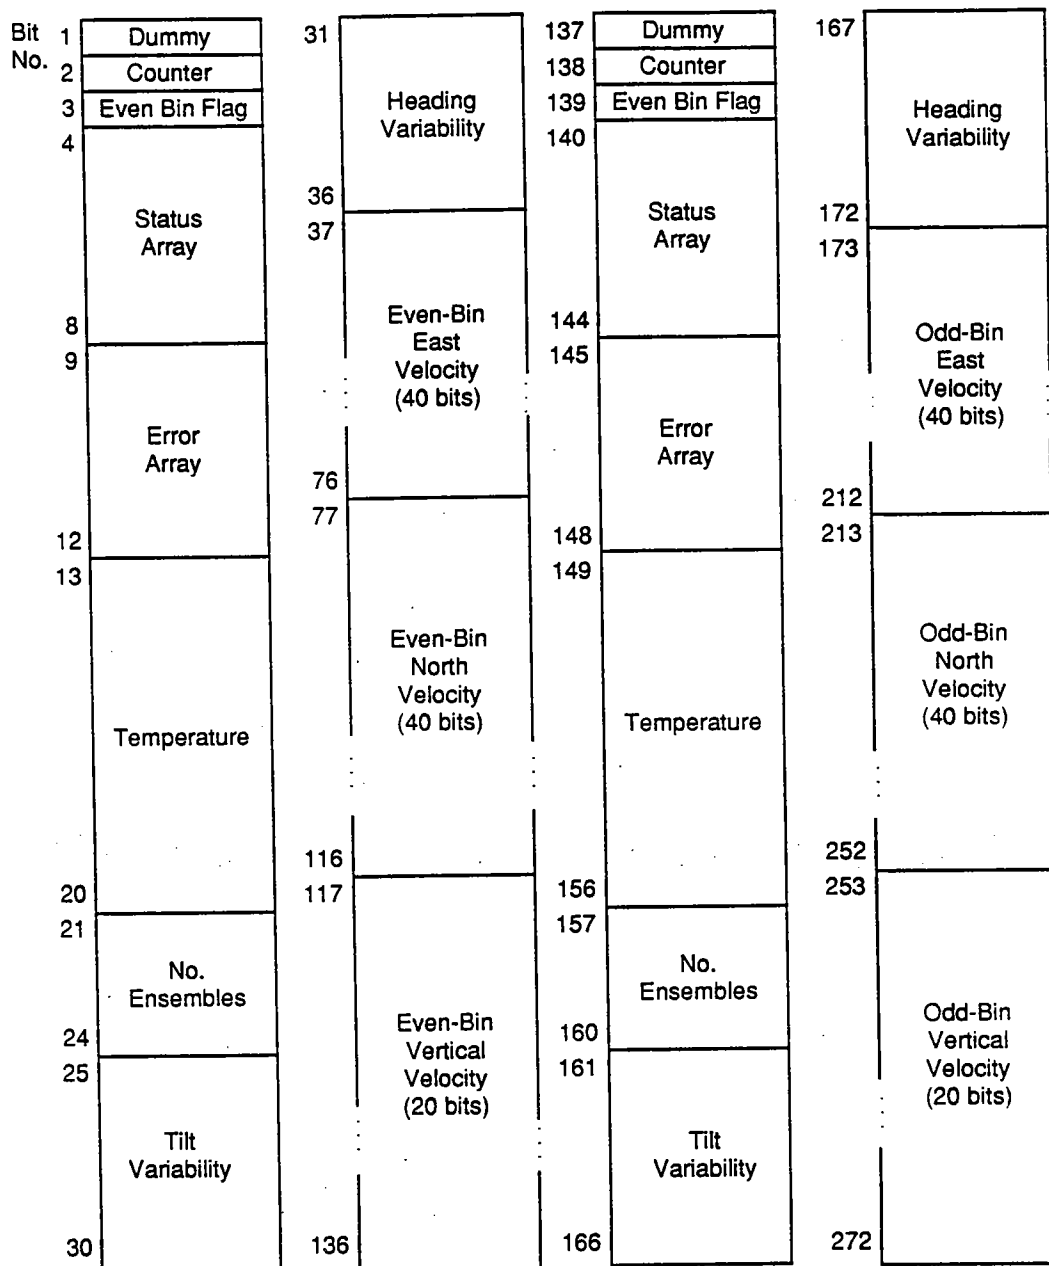 Bit
No.
1
Dummy
2
Counter
3
Even Bin Flag
4
Status
Array
8
9
Error
Array
12
13
Temperature
20
21
No.
Ensembles
24
25
Tilt
Variability
30
31
Heading
Variability
36
37
Even-Bin
East
Velocity
(40 bits)
76
77
Even-Bin
North
Velocity
(40 bits)
116
117
Even-Bin
Vertical
Velocity
(20 bits)
136
137
Dummy
138
Counter
139
Even Bin Flag
140
Status
Array
144
145
Error
Array
148
149
Temperature
156
157
No.
Ensembles
160
161
Tilt
Variability
166
167
Heading
Variability
172
173
Odd-Bin
East
Velocity
(40 bits)
212
213
Odd-Bin
North
Velocity
(40 bits)
252
253
Odd-Bin
Vertical
Velocity
(20 bits)
272